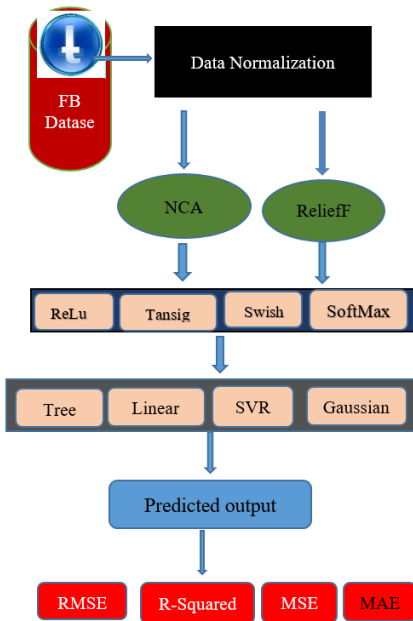 t
FB
Datase
Data Normalization
NCA
ReliefF
ReLu
Tansig
Swish
SoftMax
Tree
Linear
SVR
Gaussian
Predicted output
RMSE
R-Squared
MSE
MAE